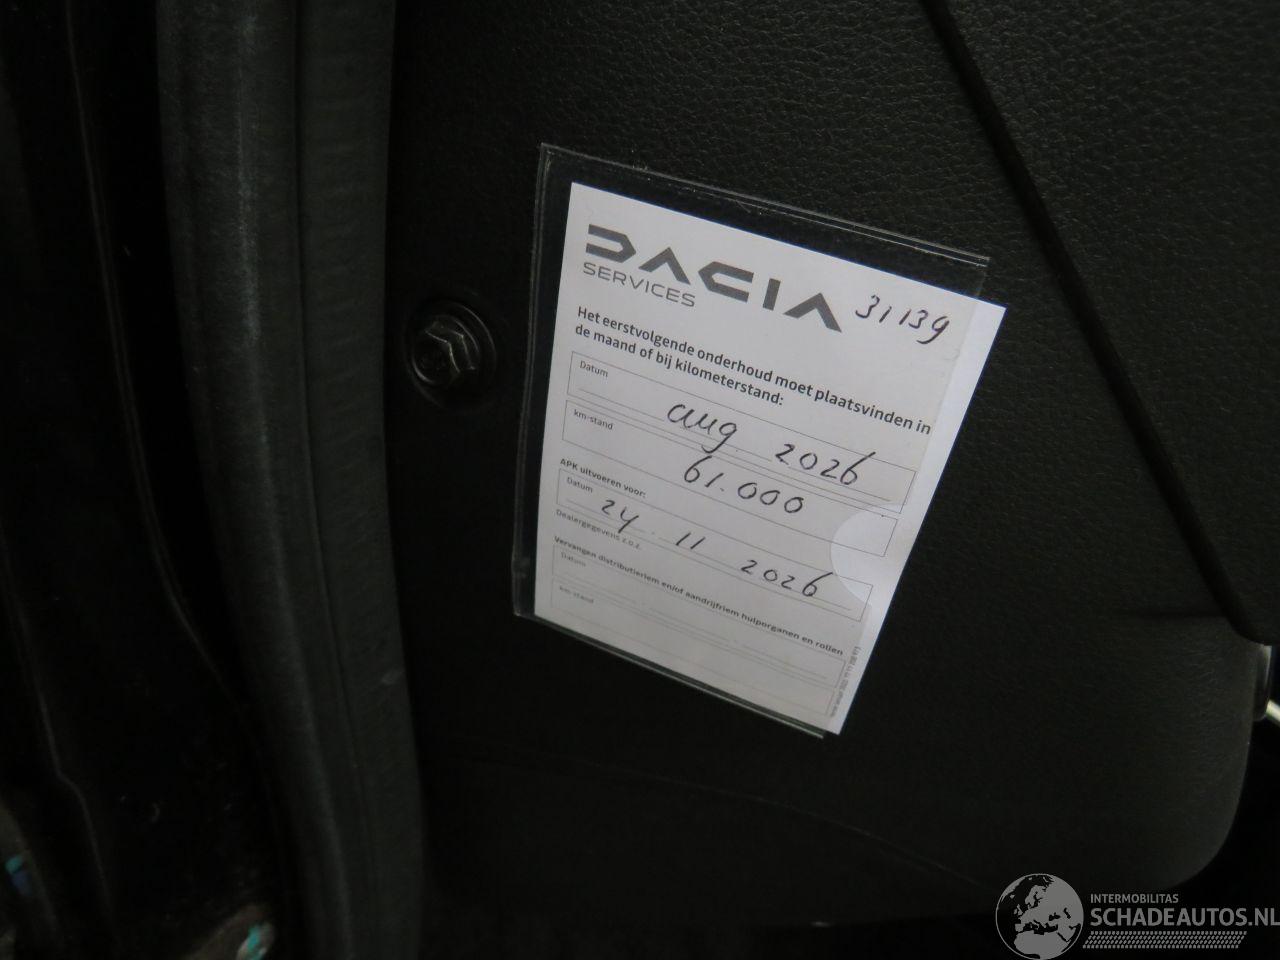 DACIA
SERVICES
31139
Het eerstvolgende onderhoud moet plaatsvinden in
de maand of bij kilometerstand:
Datum
aug 2026
km-stand
61.000
APK uitvoeren voor:
Datum
24. 11 2026
Dealergegevens z.o.z.
Vervangen distributieriem en/of aandrijfriem hulporganen en rollen
Datum
km-stand
INTERMOBILITAS
SCHADEAUTOS.NL